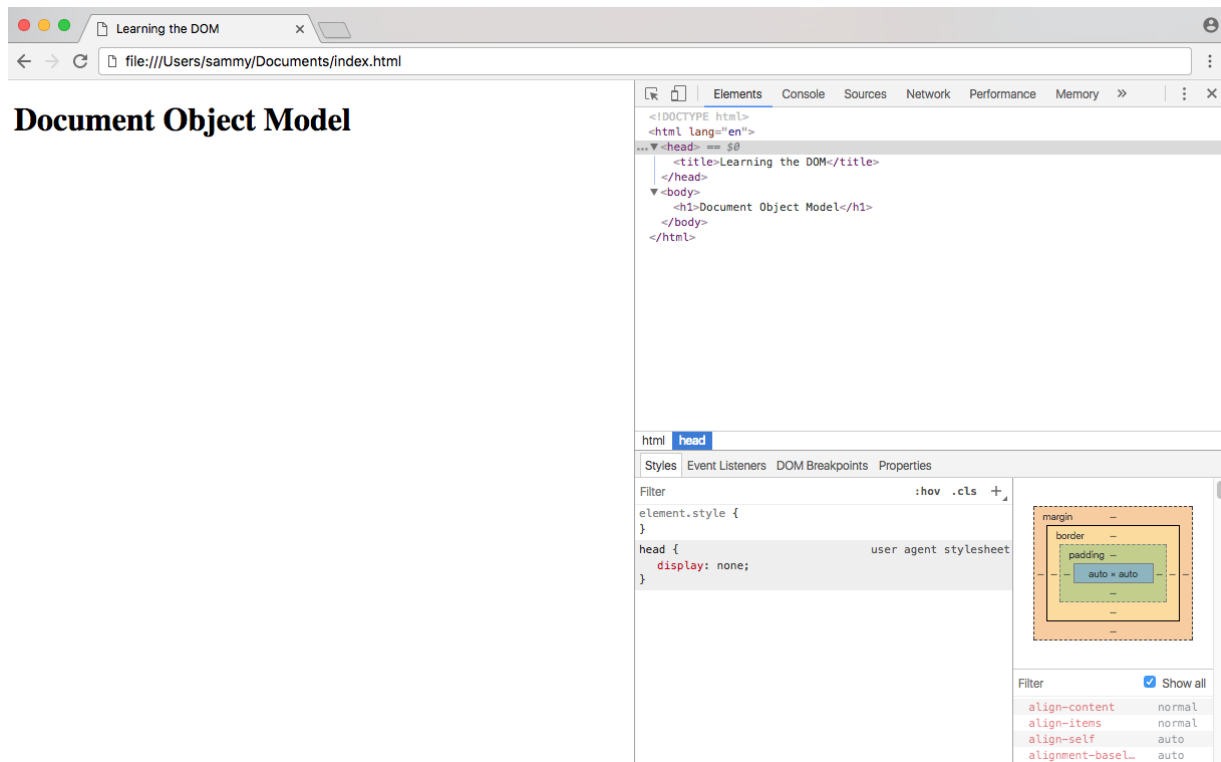 Learning the DOM
file:///Users/sammy/Documents/index.html
Document Object Model
Elements Console Sources Network Performance Memory »
<!DOCTYPE html>
<html lang="en">
...▼<head> == $0
<title>Learning the DOM</title>
</head>
▼<body>
<h1>Document Object Model</h1>
</body>
</html>
html head
Styles Event Listeners DOM Breakpoints Properties
Filter :hov .cls +
element.style {
}
head { user agent stylesheet
display: none;
}
margin –
border –
padding –
– – – auto × auto – – –
–
–
–
Filter Show all
align-content normal
align-items normal
align-self auto
alignment-basel… auto